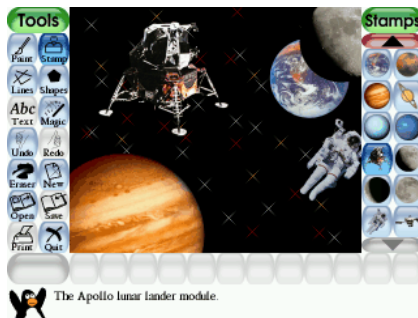 Tools
Stamps
Paint Stamp
Lines Shapes
Abc
Text Magic
Undo Redo
Eraser New
Open Save
Print Quit
The Apollo lunar lander module.